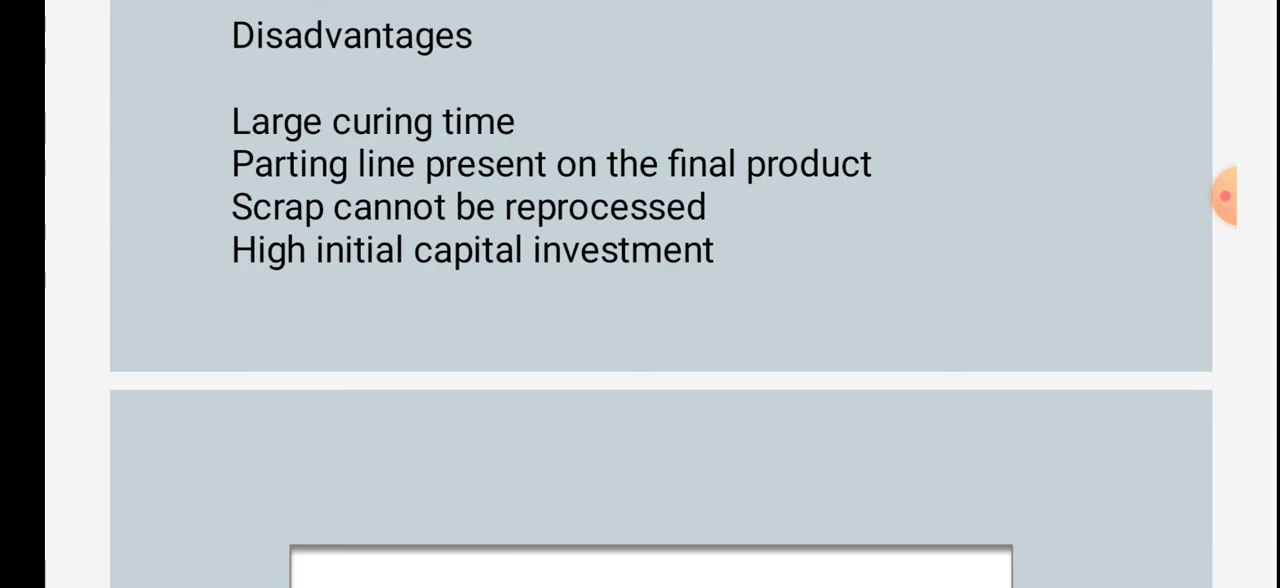 Disadvantages
Large curing time
Parting line present on the final product
Scrap cannot be reprocessed
High initial capital investment